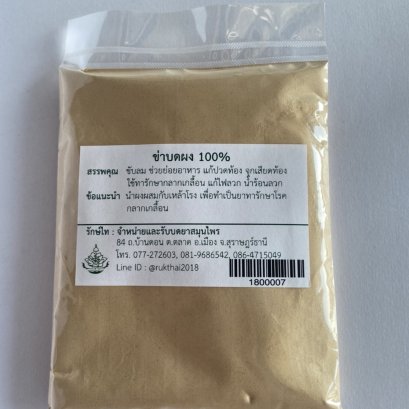 ข่าบดผง 100%
สรรพคุณ ขับลม ช่วยย่อยอาหาร แก้ปวดท้อง จุกเสียดท้อง
ใช้ทารักษากลากเกลื้อน แก้ไฟลวก น้ำร้อนลวก
ข้อแนะนำ นำผงผสมกับเหล้าโรง เพื่อทำเป็นยาทารักษาโรค
กลากเกลื้อน
รักษ์ไท : จำหน่ายและรับบดยาสมุนไพร
84 ถ.บ้านดอน ต.ตลาด อ.เมือง จ.สุราษฎร์ธานี
โทร. 077-272603, 081-9686542, 086-4715049
Line ID : @rukthai2018
1800007